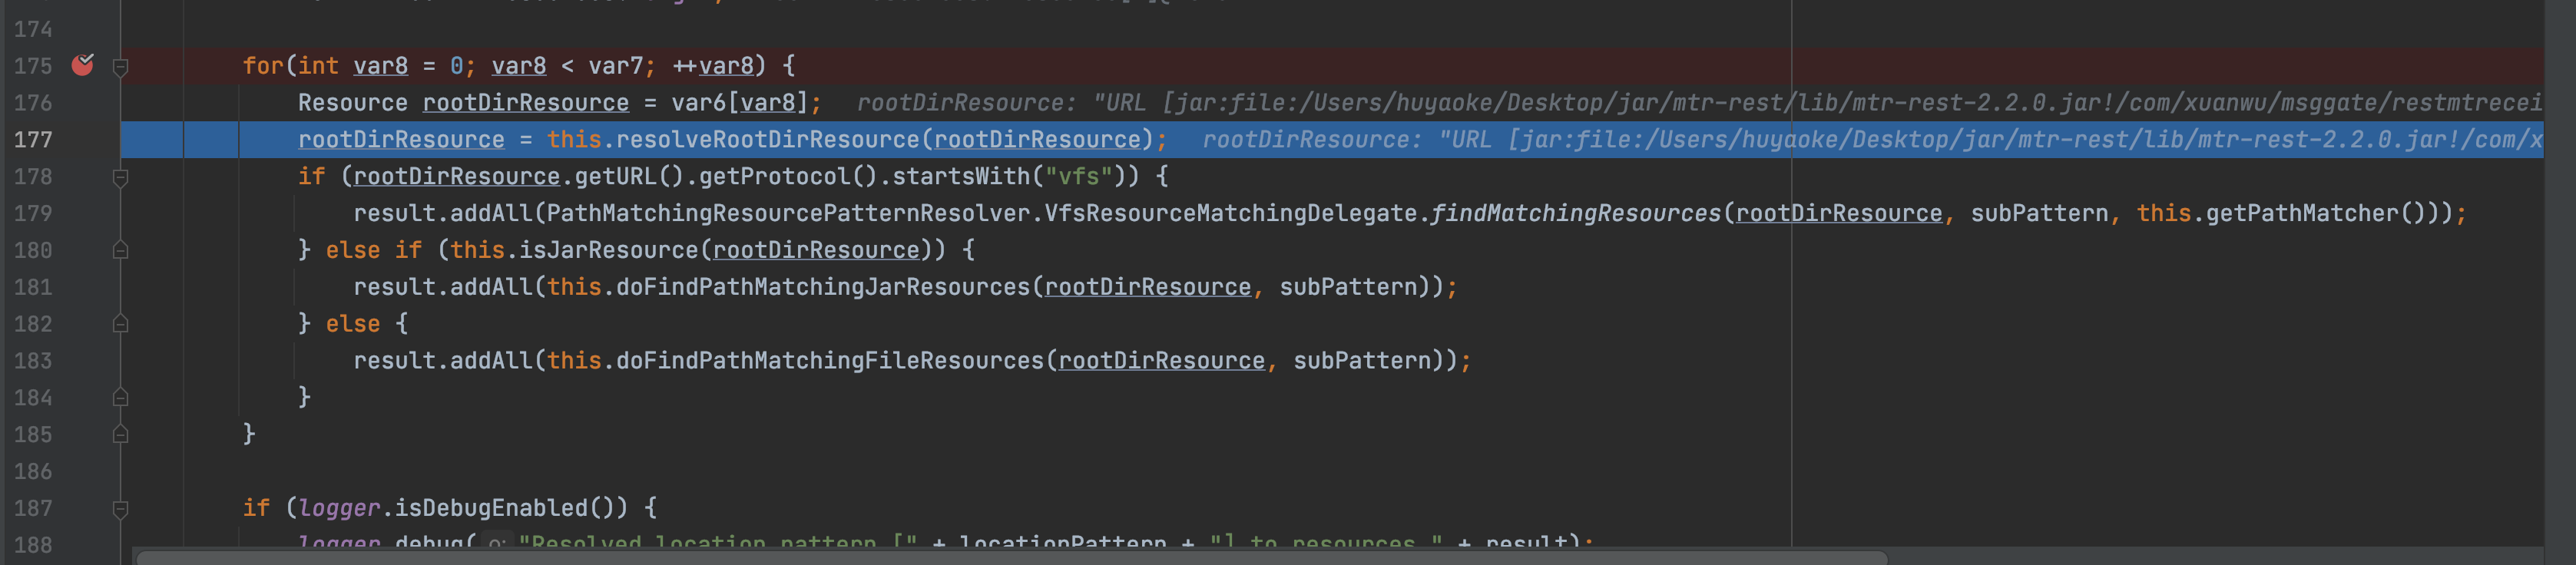 174
175 for(int var8 = 0; var8 < var7; ++var8) {
176 Resource rootDirResource = var6[var8]; rootDirResource: "URL [jar:file:/Users/huyaoke/Desktop/jar/mtr-rest/lib/mtr-rest-2.2.0.jar!/com/xuanwu/msggate/restmtrecei
177 rootDirResource = this.resolveRootDirResource(rootDirResource); rootDirResource: "URL [jar:file:/Users/huyaoke/Desktop/jar/mtr-rest/lib/mtr-rest-2.2.0.jar!/com/x
178 if (rootDirResource.getURL().getProtocol().startsWith("vfs")) {
179 result.addAll(PathMatchingResourcePatternResolver.VfsResourceMatchingDelegate.findMatchingResources(rootDirResource, subPattern, this.getPathMatcher()));
180 } else if (this.isJarResource(rootDirResource)) {
181 result.addAll(this.doFindPathMatchingJarResources(rootDirResource, subPattern));
182 } else {
183 result.addAll(this.doFindPathMatchingFileResources(rootDirResource, subPattern));
184 }
185 }
186
187 if (logger.isDebugEnabled()) {
188 logger.debug( o: "Resolved location pattern [" + locationPattern + "] to resources " + result);